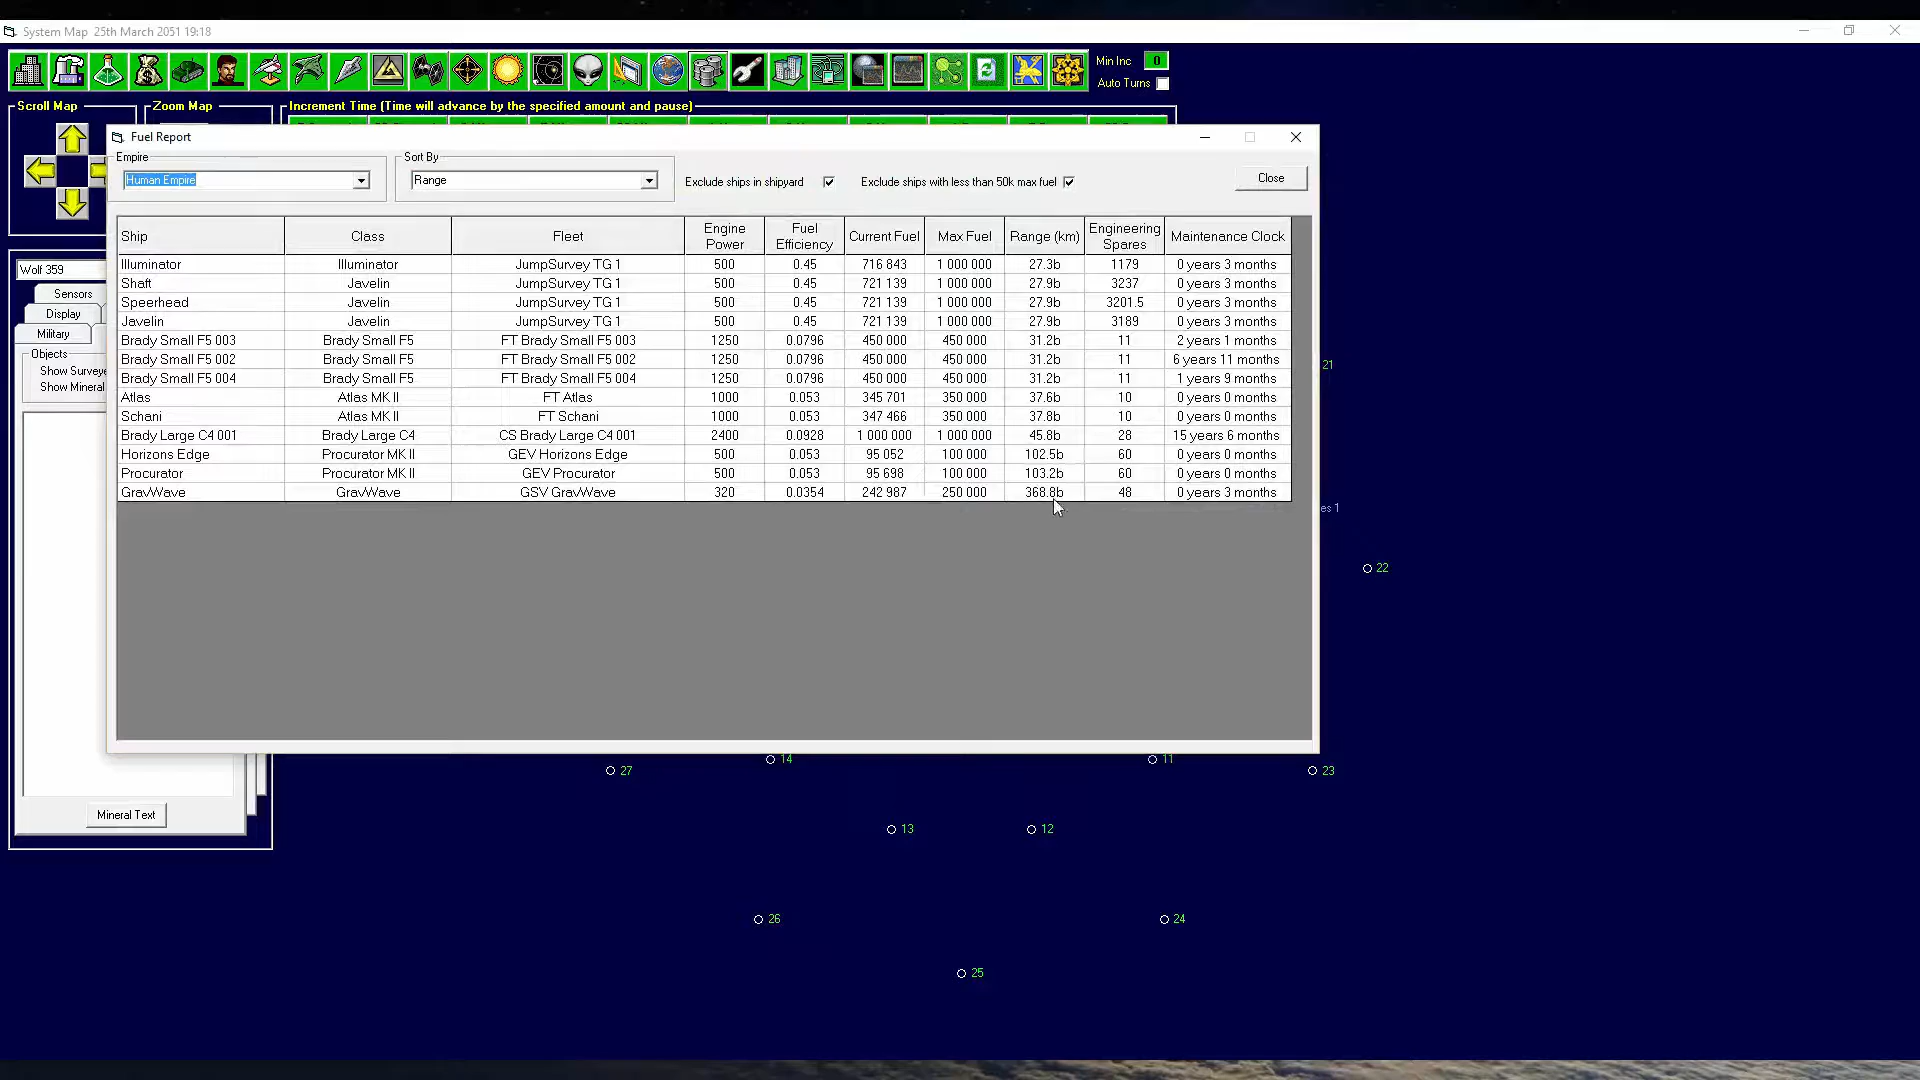 System Map 25th March 2051 19:18
Min Inc 0
Auto Turns
Scroll Map
Zoom Map
Increment Time (Time will advance by the specified amount and pause)
Fuel Report
Empire
Sort By
Human Empire
Range
Exclude ships in shipyard
Exclude ships with less than 50k max fuel
Close
Ship Class Fleet Engine Power Fuel Efficiency Current Fuel Max Fuel Range (km) Engineering Spares Maintenance Clock
Illuminator Illuminator JumpSurvey TG 1 500 0.45 716 843 1 000 000 27.3b 1179 0 years 3 months
Shaft Javelin JumpSurvey TG 1 500 0.45 721 139 1 000 000 27.9b 3237 0 years 3 months
Speerhead Javelin JumpSurvey TG 1 500 0.45 721 139 1 000 000 27.9b 3201.5 0 years 3 months
Javelin Javelin JumpSurvey TG 1 500 0.45 721 139 1 000 000 27.9b 3189 0 years 3 months
Brady Small F5 003 Brady Small F5 FT Brady Small F5 003 1250 0.0796 450 000 450 000 31.2b 11 2 years 1 months
Brady Small F5 002 Brady Small F5 FT Brady Small F5 002 1250 0.0796 450 000 450 000 31.2b 11 6 years 11 months
Brady Small F5 004 Brady Small F5 FT Brady Small F5 004 1250 0.0796 450 000 450 000 31.2b 11 1 years 9 months
Atlas Atlas MK II FT Atlas 1000 0.053 345 701 350 000 37.6b 10 0 years 0 months
Schani Atlas MK II FT Schani 1000 0.053 347 466 350 000 37.8b 10 0 years 0 months
Brady Large C4 001 Brady Large C4 CS Brady Large C4 001 2400 0.0928 1 000 000 1 000 000 45.8b 28 15 years 6 months
Horizons Edge Procurator MK II GEV Horizons Edge 500 0.053 95 052 100 000 102.5b 60 0 years 0 months
Procurator Procurator MK II GEV Procurator 500 0.053 95 698 100 000 103.2b 60 0 years 0 months
GravWave GravWave GSV GravWave 320 0.0354 242 987 250 000 368.8b 48 0 years 3 months
Wolf 359
Sensors
Display
Military
Objects
Show Surveye
Show Mineral
Mineral Text
21
es 1
22
14
11
27
23
13
12
26
24
25